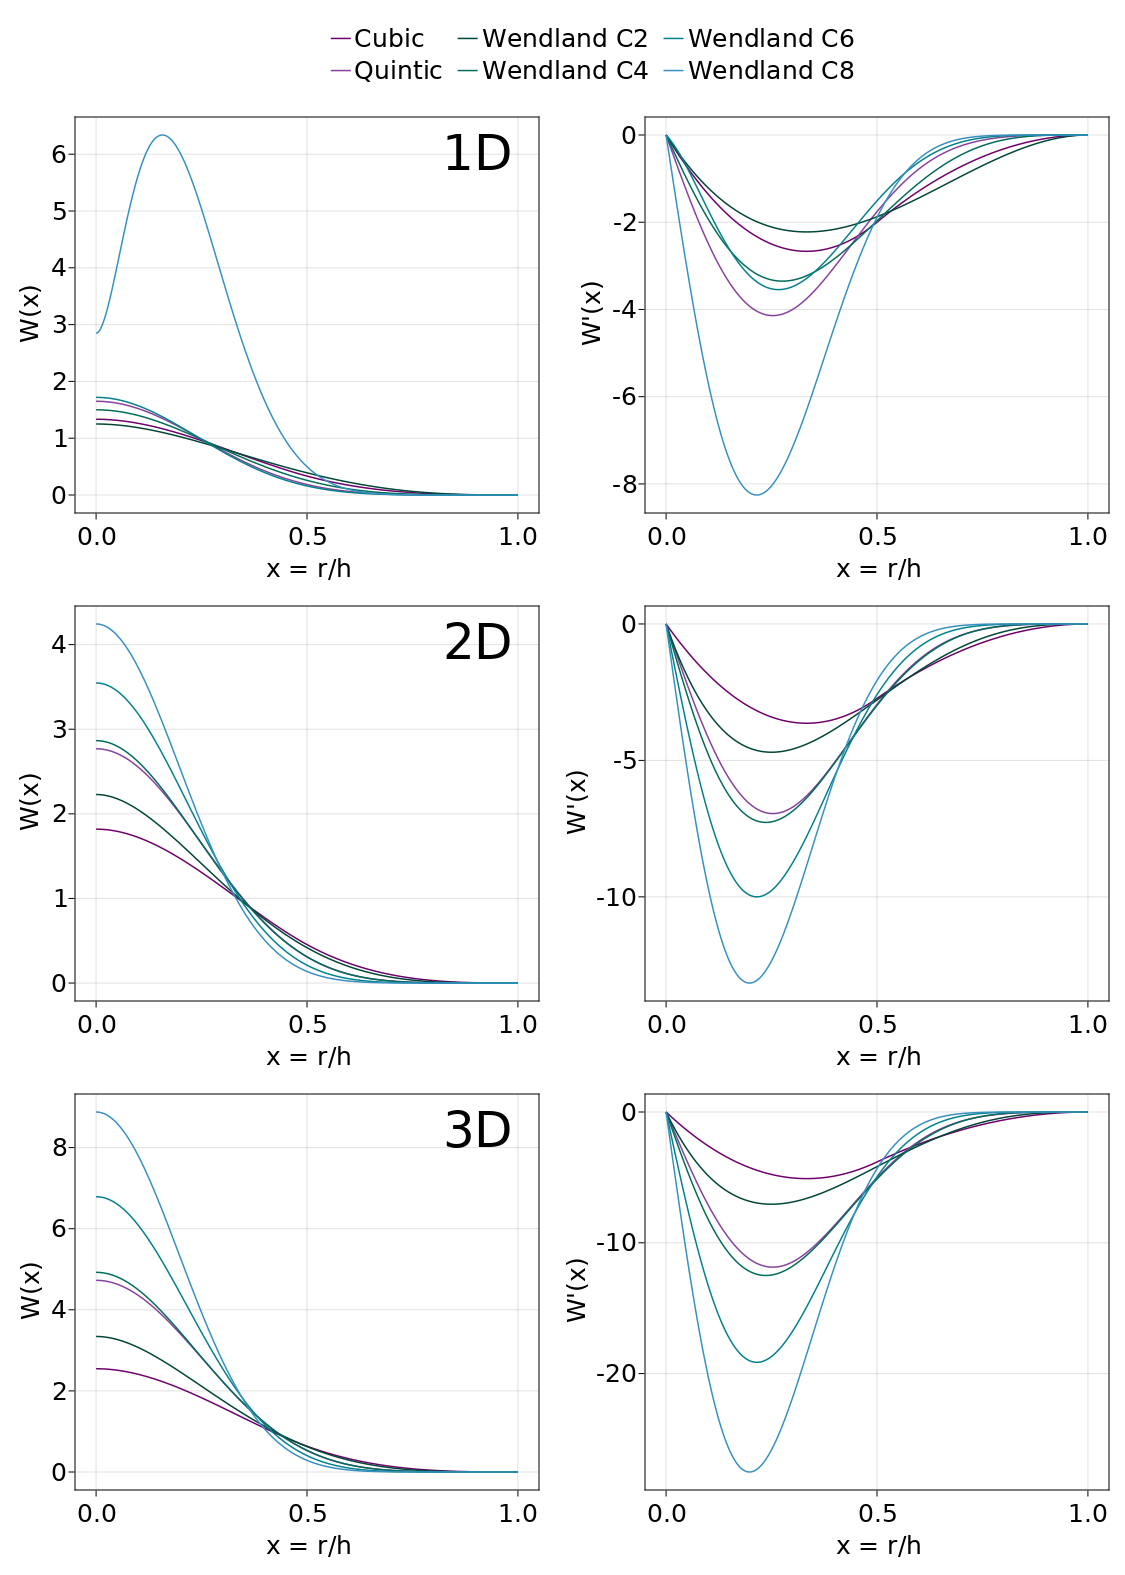 Cubic Wendland C2 Wendland C6
Quintic Wendland C4 Wendland C8
1D
W(x)
6
5
4
3
2
1
0
0.0 0.5 1.0
x = r/h
W'(x)
0
-2
-4
-6
-8
0.0 0.5 1.0
x = r/h
2D
W(x)
4
3
2
1
0
0.0 0.5 1.0
x = r/h
W'(x)
0
-5
-10
0.0 0.5 1.0
x = r/h
3D
W(x)
8
6
4
2
0
0.0 0.5 1.0
x = r/h
W'(x)
0
-10
-20
0.0 0.5 1.0
x = r/h